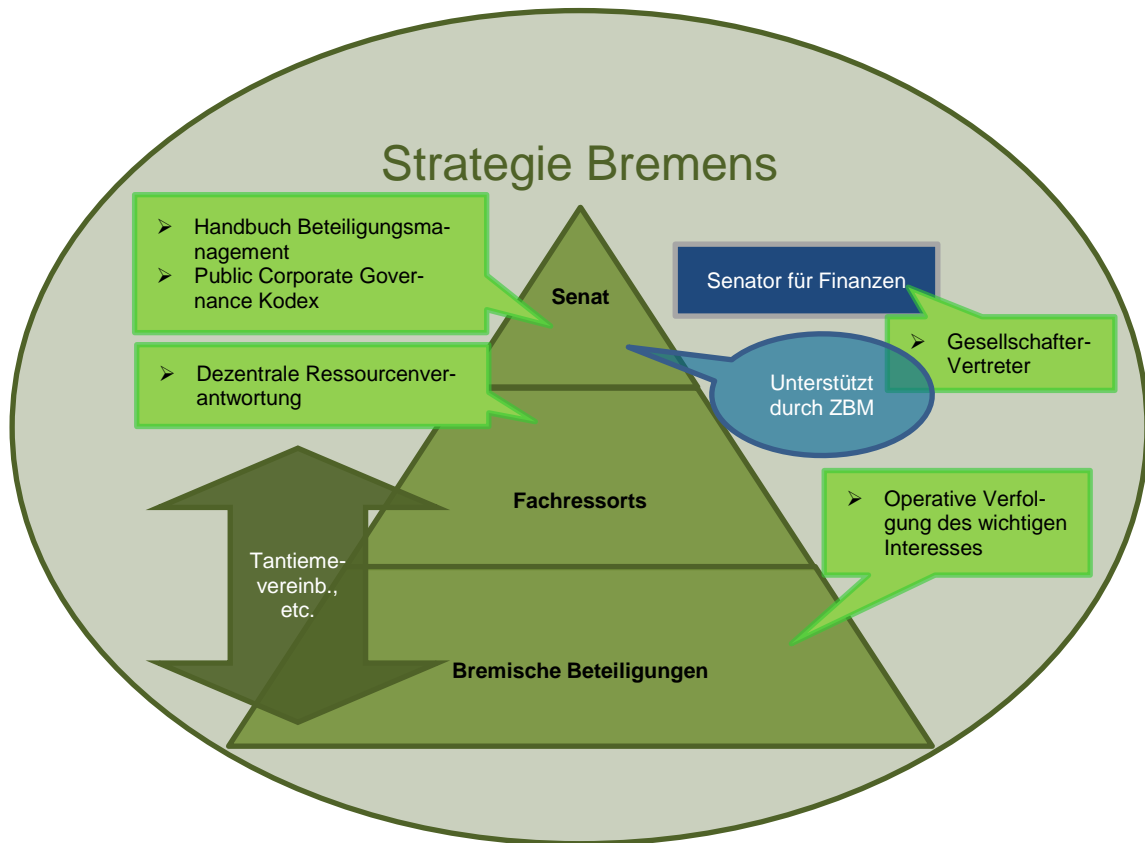 Strategie Bremens
➢ Handbuch Beteiligungsma-
nagement
➢ Public Corporate Gover-
nance Kodex
Senat
Senator für Finanzen
➢ Gesellschafter-
Vertreter
Unterstützt
durch ZBM
➢ Dezentrale Ressourcenver-
antwortung
Fachressorts
➢ Operative Verfol-
gung des wichtigen
Interesses
Tantieme-
vereinb.,
etc.
Bremische Beteiligungen